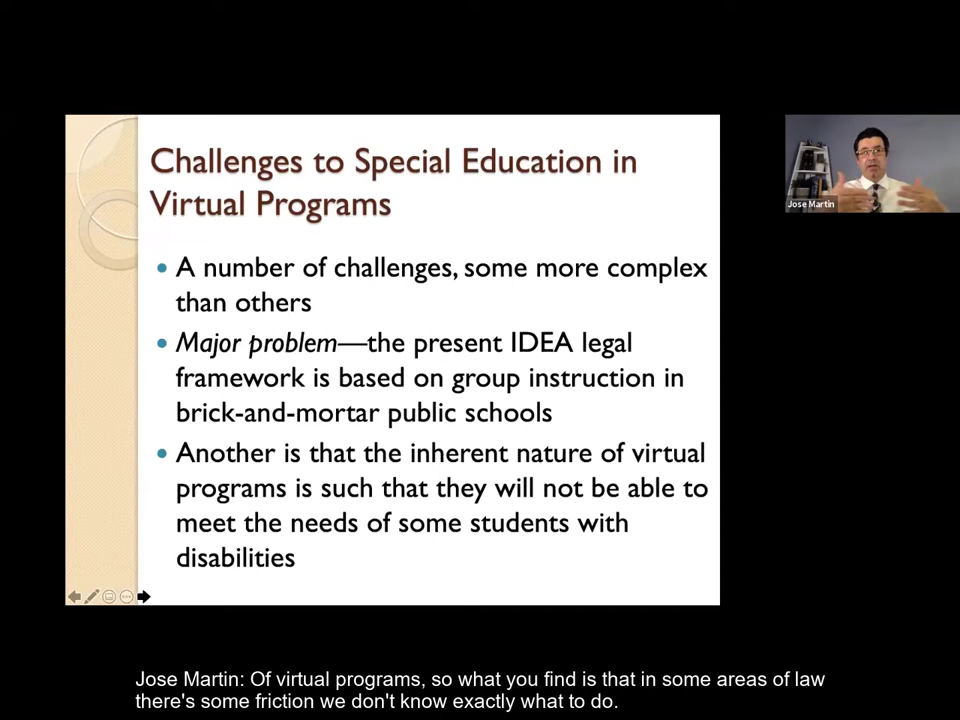 Challenges to Special Education in
Virtual Programs
• A number of challenges, some more complex
than others
• Major problem—the present IDEA legal
framework is based on group instruction in
brick-and-mortar public schools
• Another is that the inherent nature of virtual
programs is such that they will not be able to
meet the needs of some students with
disabilities
Jose Martin
Jose Martin: Of virtual programs, so what you find is that in some areas of law
there's some friction we don't know exactly what to do.